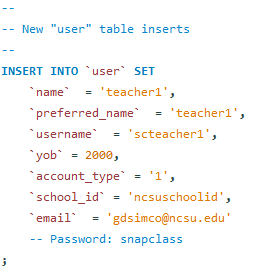 --
-- New "user" table inserts
--
INSERT INTO `user` SET
`name`  = 'teacher1',
`preferred_name`  = 'teacher1',
`username`  = 'scteacher1',
`yob` = 2000,
`account_type` = '1',
`school_id` = 'ncsuschoolid',
`email`  = 'gdsimco@ncsu.edu'
-- Password: snapclass
;